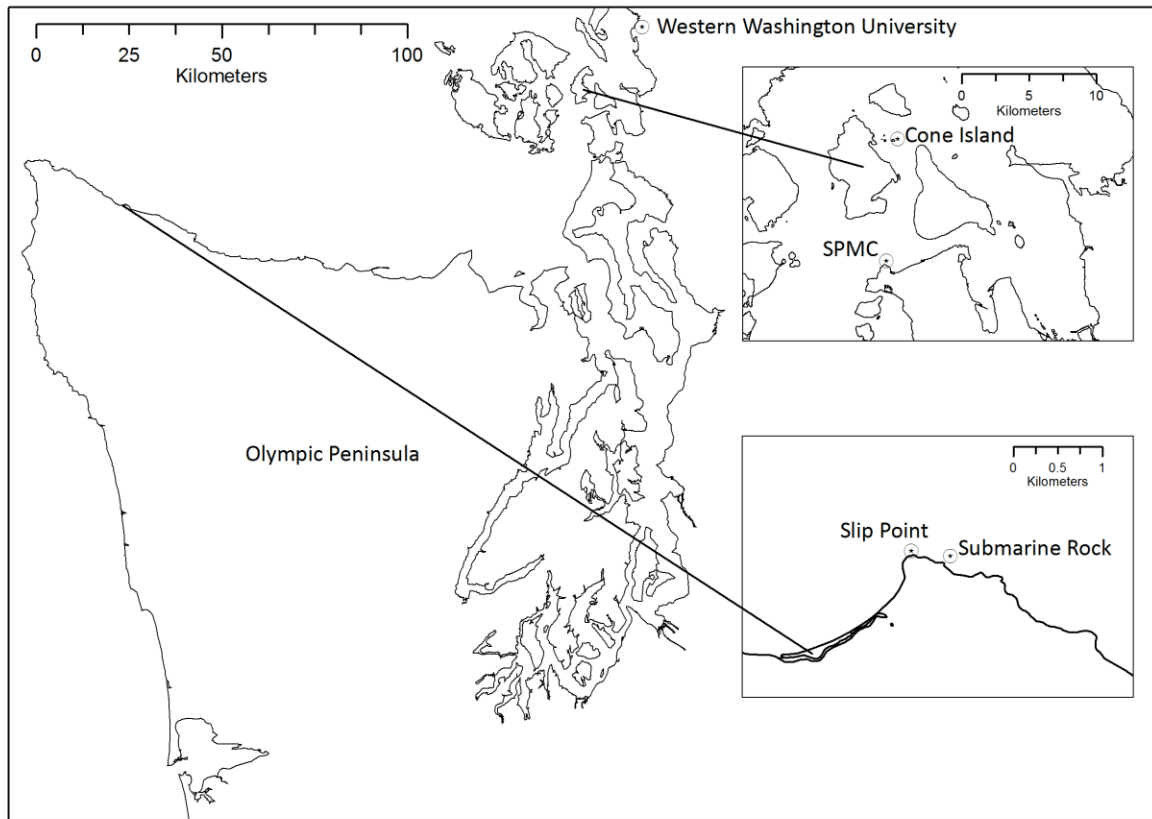 Western Washington University
0 25 50 100
Kilometers
0 5 10
Kilometers
Cone Island
SPMC
Olympic Peninsula
0 0.5 1
Kilometers
Slip Point
Submarine Rock